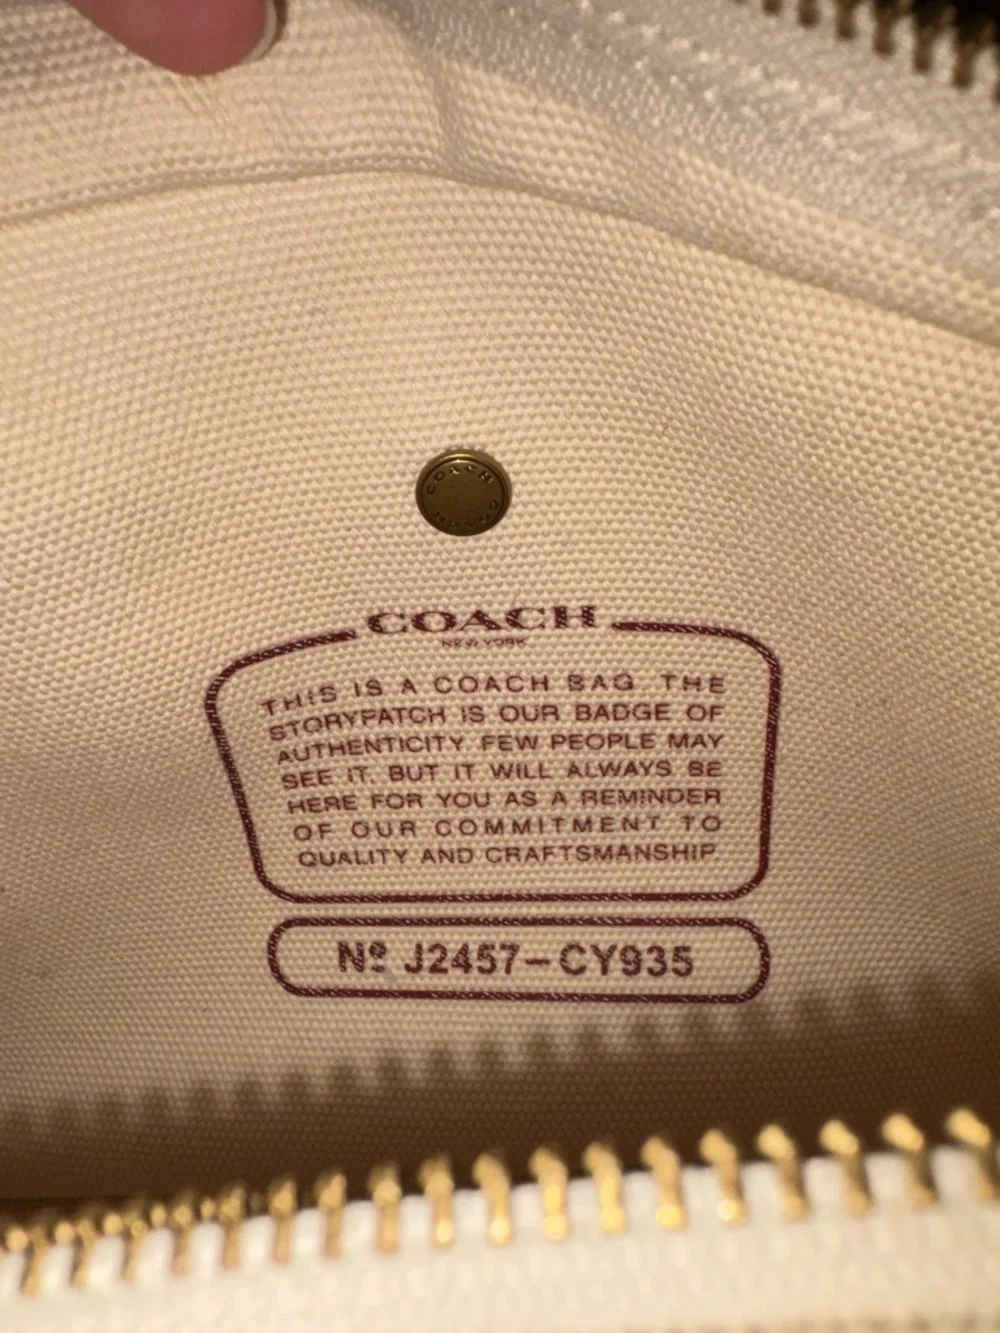 COACH
COACH
NEW YORK
THIS IS A COACH BAG. THE
STORYPATCH IS OUR BADGE OF
AUTHENTICITY. FEW PEOPLE MAY
SEE IT, BUT IT WILL ALWAYS BE
HERE FOR YOU AS A REMINDER
OF OUR COMMITMENT TO
QUALITY AND CRAFTSMANSHIP.
Nº J2457-CY935